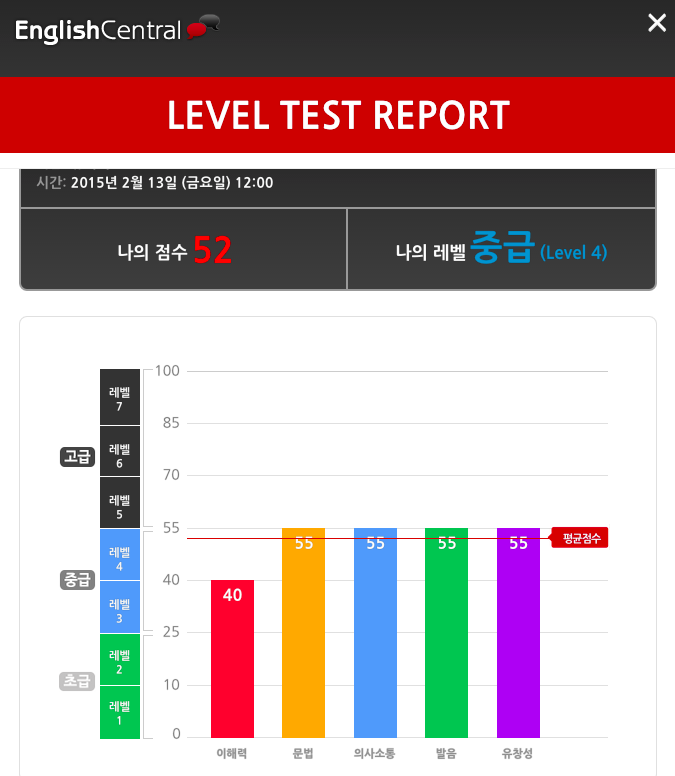 EnglishCentral
LEVEL TEST REPORT
시간: 2015년 2월 13일 (금요일) 12:00
나의 점수 52
나의 레벨 중급 (Level 4)
100
85
70
55
40
25
10
0
고급
중급
초급
레벨
7
레벨
6
레벨
5
레벨
4
레벨
3
레벨
2
레벨
1
40
55
55
55
55
평균점수
이해력
문법
의사소통
발음
유창성